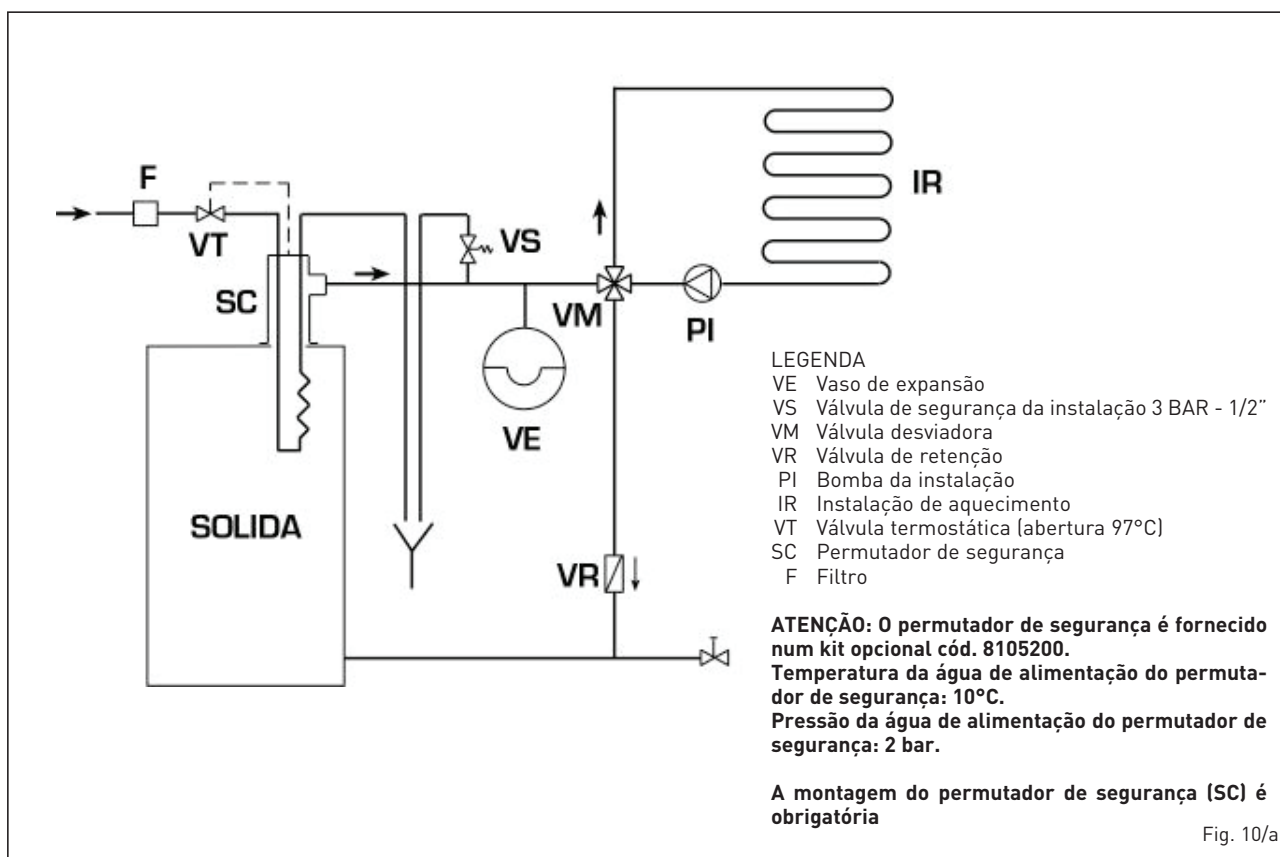 F
VT
VS
SC
VM
PI
IR
VE
SOLIDA
VR
LEGENDA
VE Vaso de expansão
VS Válvula de segurança da instalação 3 BAR - 1/2”
VM Válvula desviadora
VR Válvula de retenção
PI Bomba da instalação
IR Instalação de aquecimento
VT Válvula termostática (abertura 97°C)
SC Permutador de segurança
F Filtro
ATENÇÃO: O permutador de segurança é fornecido
num kit opcional cód. 8105200.
Temperatura da água de alimentação do permuta-
dor de segurança: 10°C.
Pressão da água de alimentação do permutador de
segurança: 2 bar.
A montagem do permutador de segurança (SC) é
obrigatória
Fig. 10/a